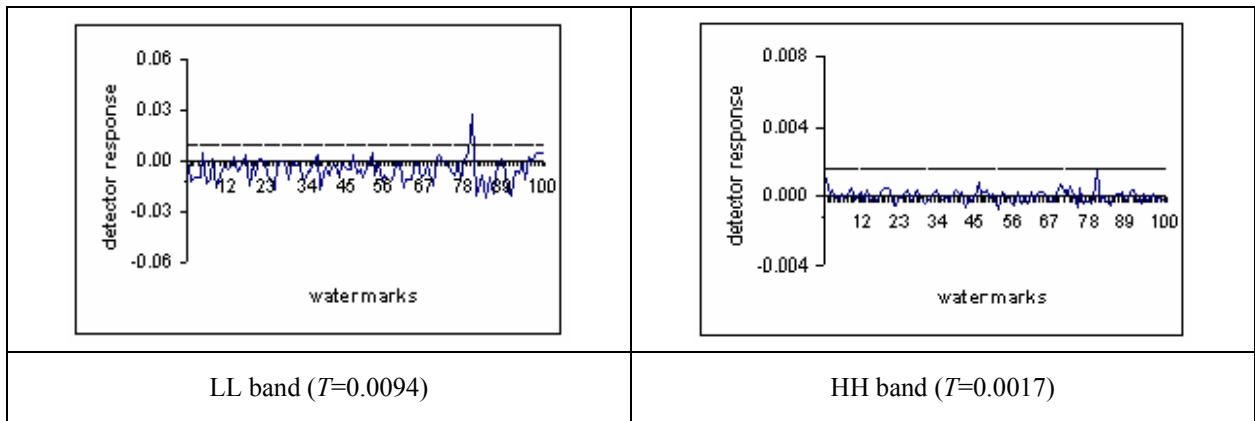 0.06
0.03
0.00
-0.03
-0.06
detector response
12 23 34 45 56 67 78 89 100
watermarks
0.008
0.004
0.000
-0.004
detector response
12 23 34 45 56 67 78 89 100
watermarks
LL band (T=0.0094)
HH band (T=0.0017)